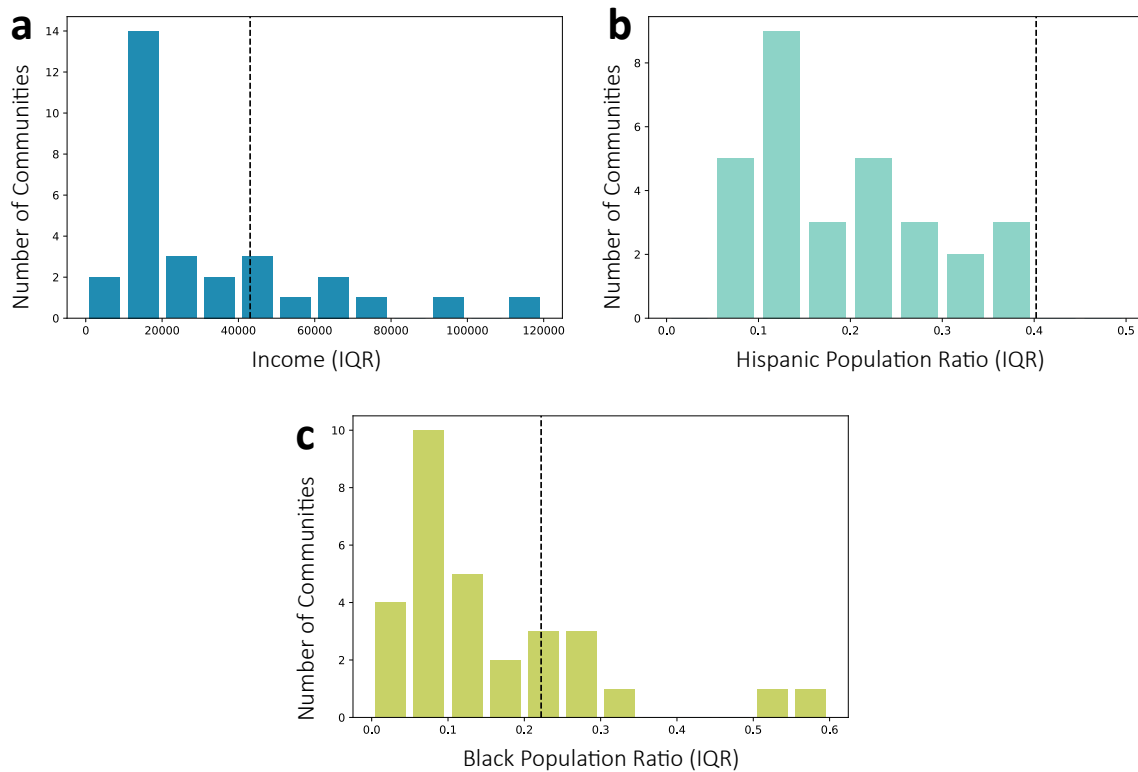 a
14
12
10
8
6
4
2
0
Number of Communities
0 20000 40000 60000 80000 100000 120000
Income (IQR)
b
8
6
4
2
0
Number of Communities
0.0 0.1 0.2 0.3 0.4 0.5
Hispanic Population Ratio (IQR)
c
10
8
6
4
2
0
Number of Communities
0.0 0.1 0.2 0.3 0.4 0.5 0.6
Black Population Ratio (IQR)